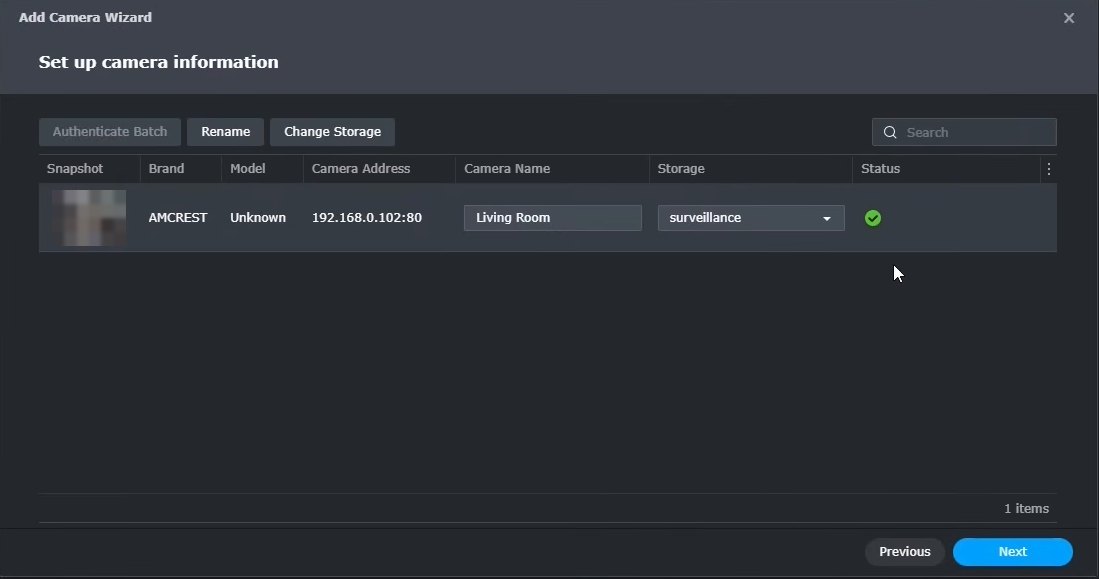 Add Camera Wizard
Set up camera information
Authenticate Batch Rename Change Storage Search
Snapshot Brand Model Camera Address Camera Name Storage Status
AMCREST Unknown 192.168.0.102:80 Living Room surveillance
1 items
Previous Next